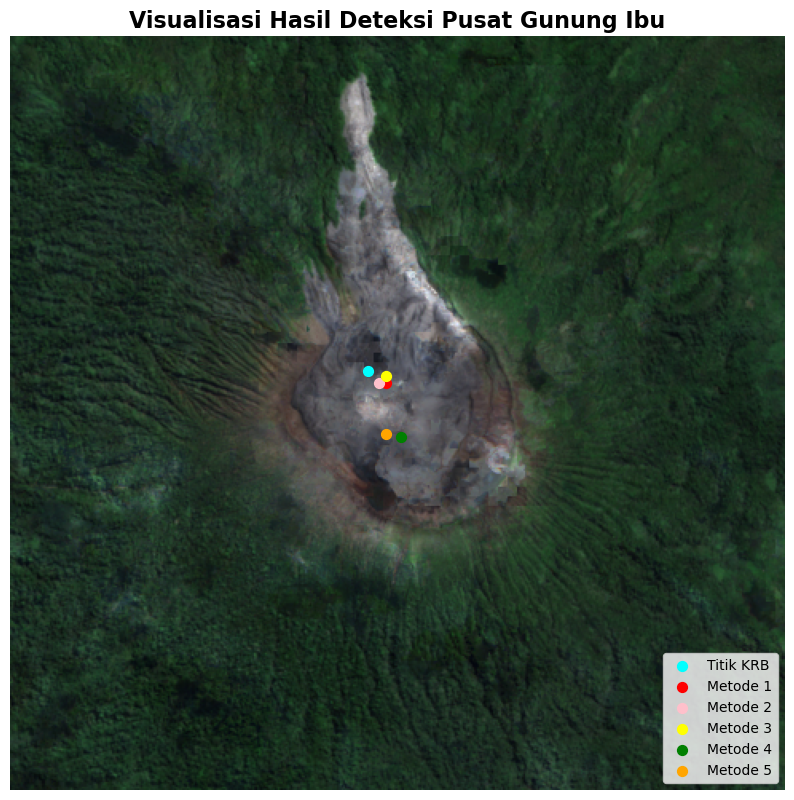 Visualisasi Hasil Deteksi Pusat Gunung Ibu
Titik KRB
Metode 1
Metode 2
Metode 3
Metode 4
Metode 5